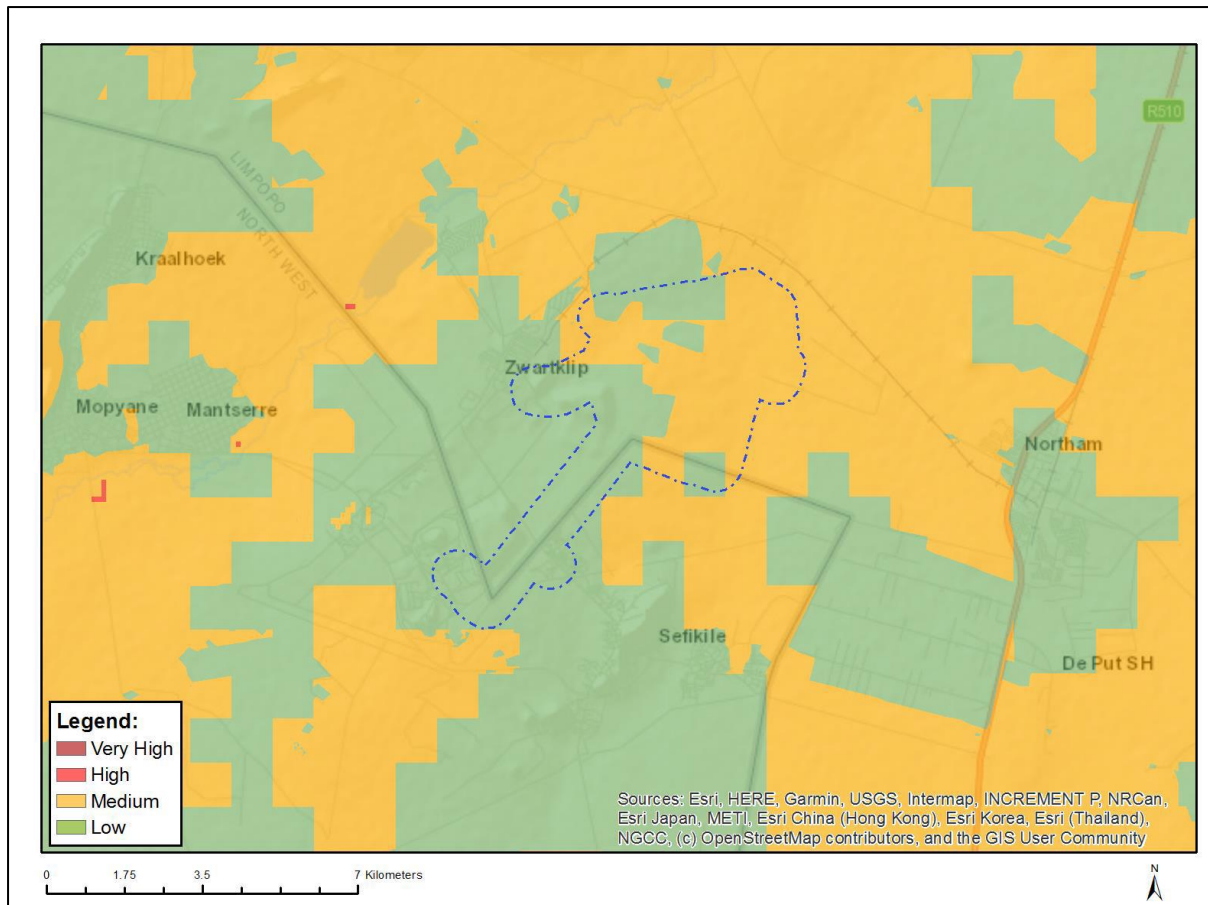 R510
LIMPOPO
NORTH WEST
Kraalhoek
Zwartklip
Mopyane
Mantserre
Northam
Sefikile
De Put SH
Legend:
Very High
High
Medium
Low
Sources: Esri, HERE, Garmin, USGS, Intermap, INCREMENT P, NRCan,
Esri Japan, METI, Esri China (Hong Kong), Esri Korea, Esri (Thailand),
NGCC, (c) OpenStreetMap contributors, and the GIS User Community
0 1.75 3.5 7 Kilometers
N